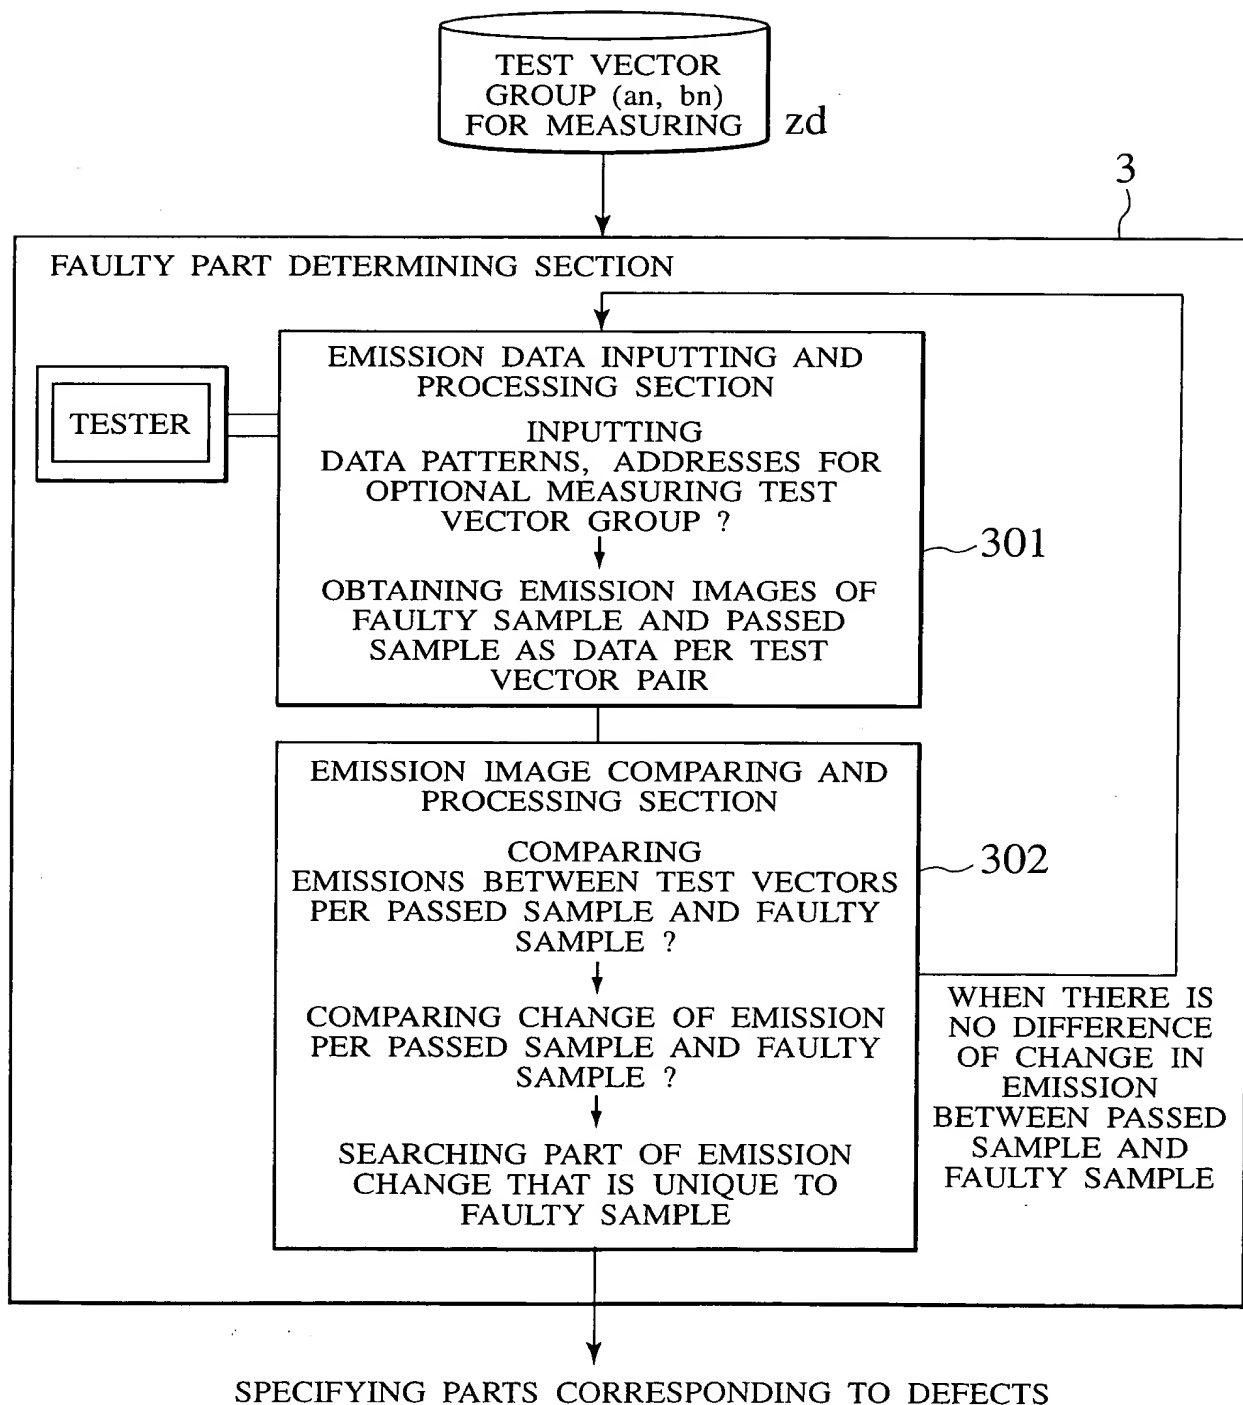 TEST VECTOR
GROUP (an, bn)
FOR MEASURING
zd
3
FAULTY PART DETERMINING SECTION
EMISSION DATA INPUTTING AND
PROCESSING SECTION
TESTER
INPUTTING
DATA PATTERNS, ADDRESSES FOR
OPTIONAL MEASURING TEST
VECTOR GROUP ?
301
OBTAINING EMISSION IMAGES OF
FAULTY SAMPLE AND PASSED
SAMPLE AS DATA PER TEST
VECTOR PAIR
EMISSION IMAGE COMPARING AND
PROCESSING SECTION
COMPARING
EMISSIONS BETWEEN TEST VECTORS
PER PASSED SAMPLE AND FAULTY
SAMPLE ?
302
COMPARING CHANGE OF EMISSION
PER PASSED SAMPLE AND FAULTY
SAMPLE ?
SEARCHING PART OF EMISSION
CHANGE THAT IS UNIQUE TO
FAULTY SAMPLE
WHEN THERE IS
NO DIFFERENCE
OF CHANGE IN
EMISSION
BETWEEN PASSED
SAMPLE AND
FAULTY SAMPLE
SPECIFYING PARTS CORRESPONDING TO DEFECTS